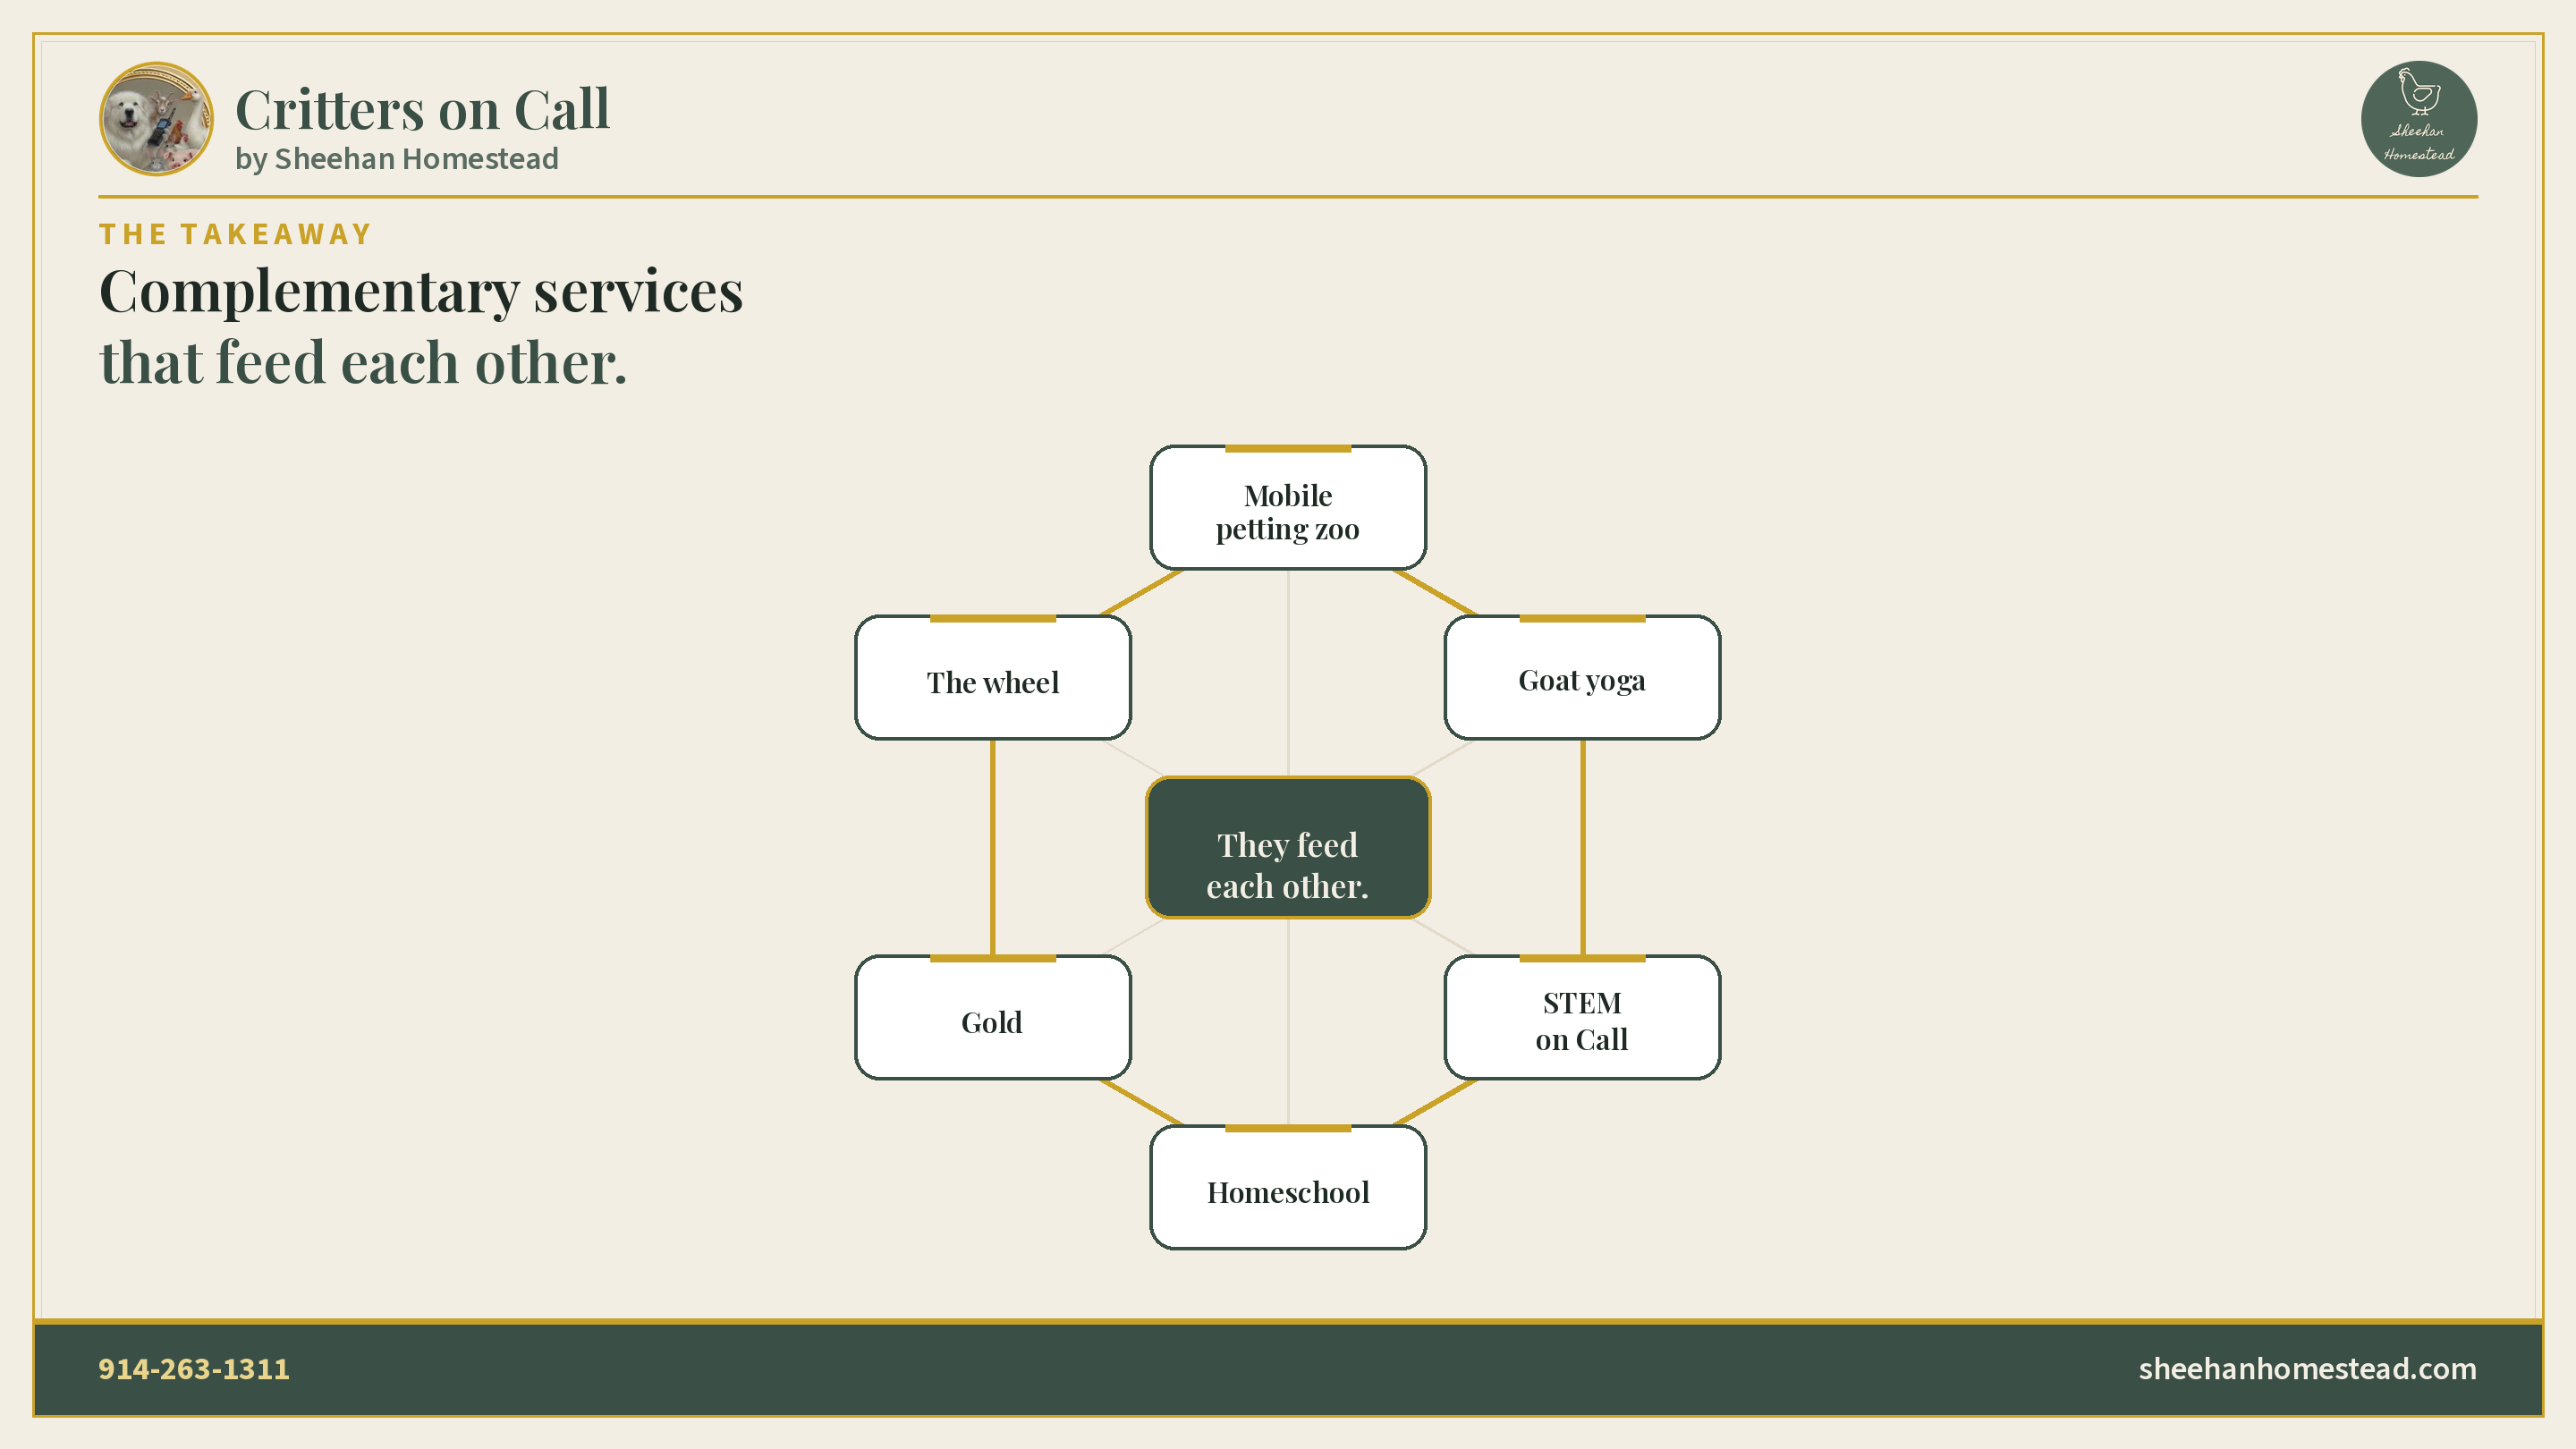 Critters on Call
by Sheehan Homestead
Sheehan
Homestead
THE TAKEAWAY
Complementary services
that feed each other.
Mobile
petting zoo
The wheel
Goat yoga
They feed
each other.
Gold
STEM
on Call
Homeschool
914-263-1311
sheehanhomestead.com